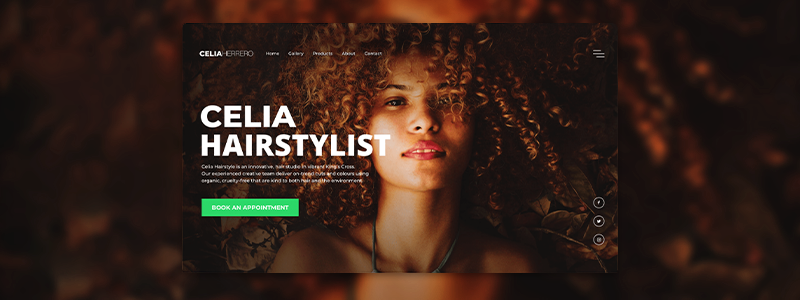 CELIAHERRERO Home Gallery Products About Contact
CELIA
HAIRSTYLIST
Celia Hairstyle is an innovative, hair studio in Vibrant King's Cross.
Our experienced creative team deliver on-trend cuts and colours using
organic, cruelty-free that are kind to both hair and the environment.
BOOK AN APPOINTMENT